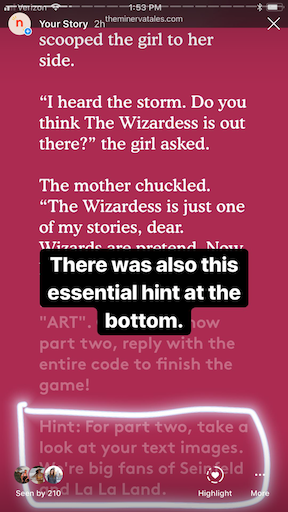 Verizon
1:53 PM
theminervatales.com
n
Your Story 2h
scooped the girl to her
side.
“I heard the storm. Do you
think The Wizardess is out
there?” the girl asked.
The mother chuckled.
“The Wizardess is just one
of my stories, dear.
Wizards are pretend. Now
There was also this
essential hint at the
bottom.
"ART".
part two, reply with the
entire code to finish the
game!
Hint: For part two, take a
look at your text images.
We're big fans of Seinfeld
and La La Land.
Seen by 210
Highlight
More